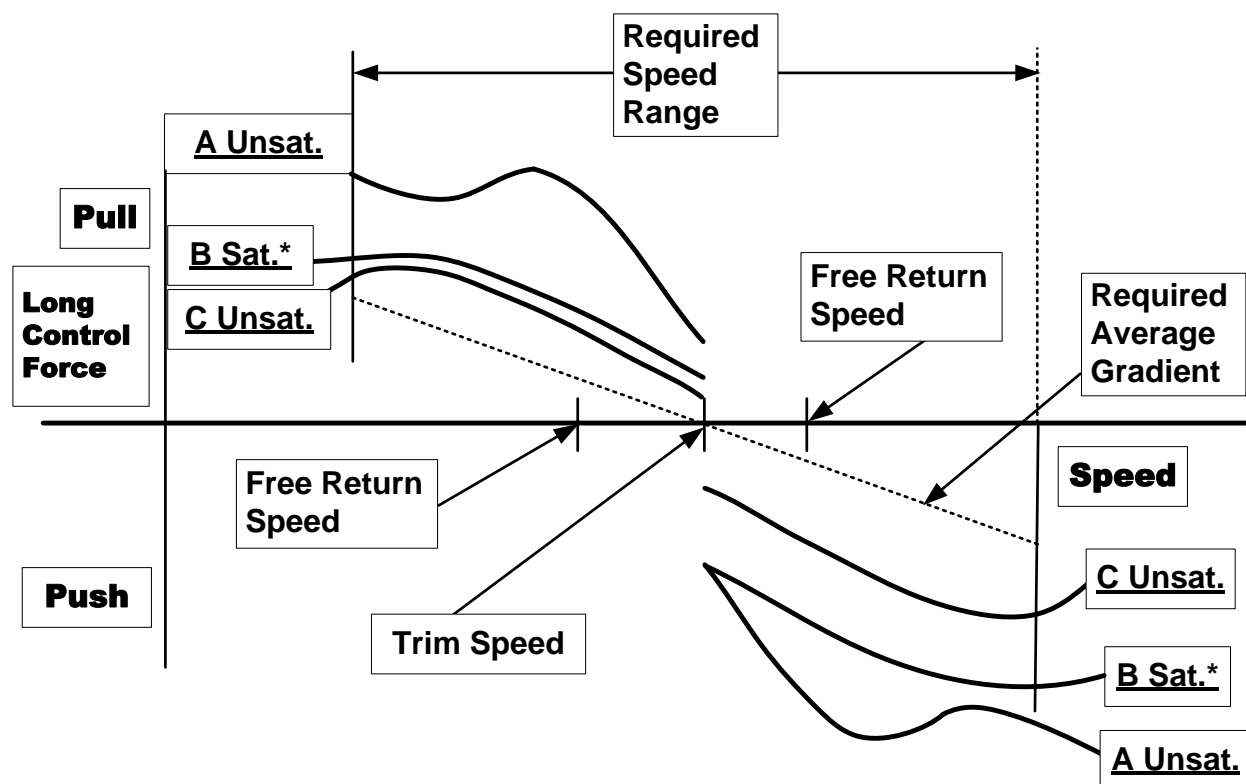 Required
Speed
Range
A Unsat.
Pull
B Sat.*
C Unsat.
Long
Control
Force
Free Return
Speed
Required
Average
Gradient
Free Return
Speed
Speed
Push
Trim Speed
C Unsat.
B Sat.*
A Unsat.